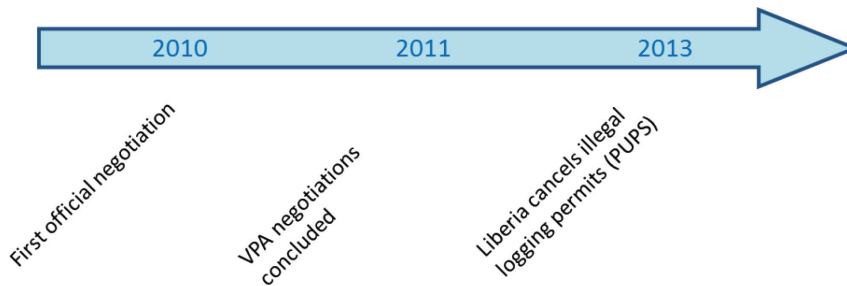 2010
2011
2013
First official negotiation
VPA negotiations
concluded
Liberia cancels illegal
logging permits (PUPS)